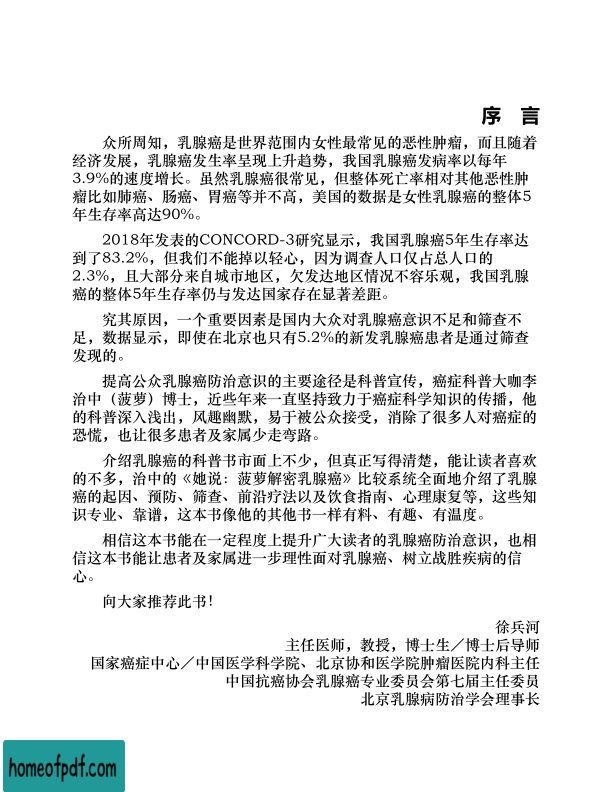 序 言
众所周知，乳腺癌是世界范围内女性最常见的恶性肿瘤，而且随着
经济发展，乳腺癌发生率呈现上升趋势，我国乳腺癌发病率以每年
3.9%的速度增长。虽然乳腺癌很常见，但整体死亡率相对其他恶性肿
瘤比如肺癌、肠癌、胃癌等并不高，美国的数据是女性乳腺癌的整体5
年生存率高达90%。
2018年发表的CONCORD-3研究显示，我国乳腺癌5年生存率达
到了83.2%，但我们不能掉以轻心，因为调查人口仅占总人口的
2.3%，且大部分来自城市地区，欠发达地区情况不容乐观，我国乳腺
癌的整体5年生存率仍与发达国家存在显著差距。
究其原因，一个重要因素是国内大众对乳腺癌意识不足和筛查不
足，数据显示，即使在北京也只有5.2%的新发乳腺癌患者是通过筛查
发现的。
提高公众乳腺癌防治意识的主要途径是科普宣传，癌症科普大咖李
治中（菠萝）博士，近些年来一直坚持致力于癌症科学知识的传播，他
的科普深入浅出，风趣幽默，易于被公众接受，消除了很多人对癌症的
恐慌，也让很多患者及家属少走弯路。
介绍乳腺癌的科普书市面上不少，但真正写得清楚，能让读者喜欢
的不多，治中的《她说：菠萝解密乳腺癌》比较系统全面地介绍了乳腺
癌的起因、预防、筛查、前沿疗法以及饮食指南、心理康复等，这些知
识专业、靠谱，这本书像他的其他书一样有料、有趣、有温度。
相信这本书能在一定程度上提升广大读者的乳腺癌防治意识，也相
信这本书能让患者及家属进一步理性面对乳腺癌、树立战胜疾病的信
心。
向大家推荐此书！
徐兵河
主任医师，教授，博士生／博士后导师
国家癌症中心／中国医学科学院、北京协和医学院肿瘤医院内科主任
中国抗癌协会乳腺癌专业委员会第七届主任委员
北京乳腺病防治学会理事长
homeofpdf.com